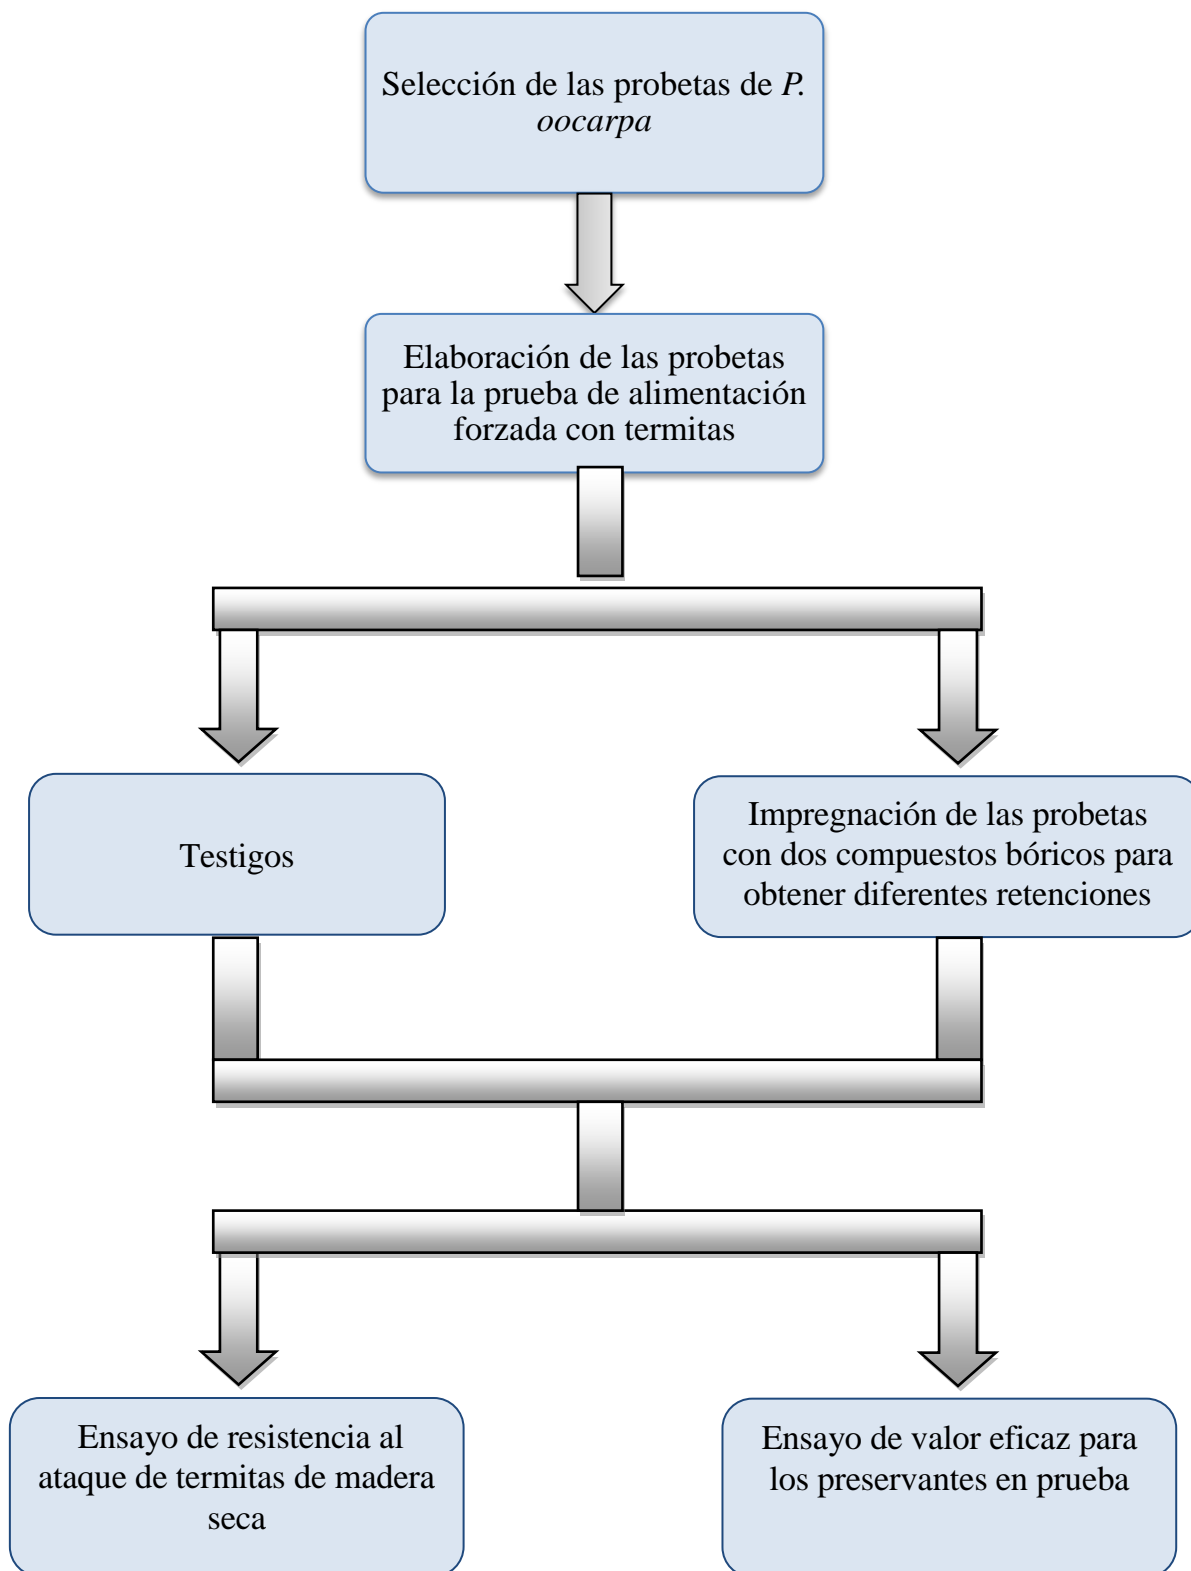 Selección de las probetas de P.
oocarpa
Elaboración de las probetas
para la prueba de alimentación
forzada con termitas
Testigos
Impregnación de las probetas
con dos compuestos bóricos para
obtener diferentes retenciones
Ensayo de resistencia al
ataque de termitas de madera
seca
Ensayo de valor eficaz para
los preservantes en prueba